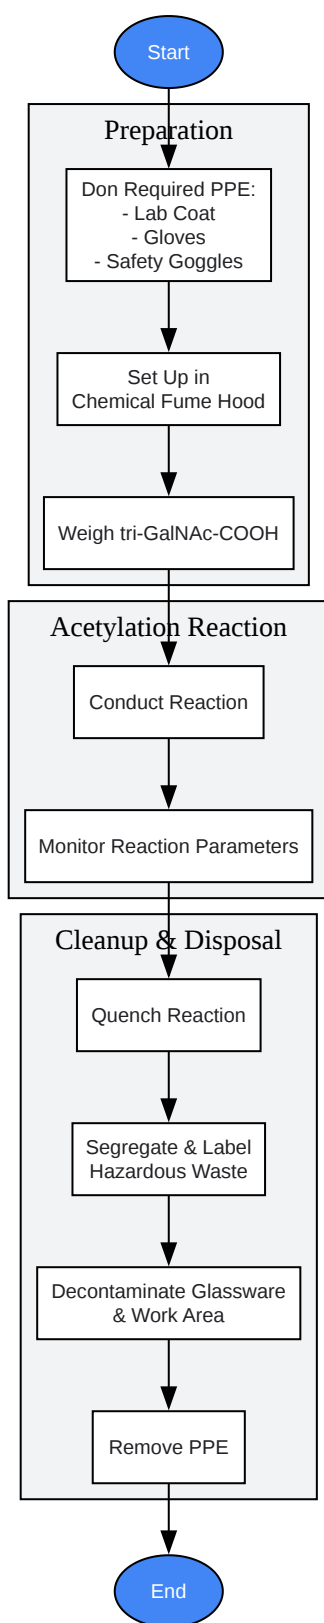 Start
Preparation
Don Required PPE:
- Lab Coat
- Gloves
- Safety Goggles
Set Up in
Chemical Fume Hood
Weigh tri-GalNAc-COOH
Acetylation Reaction
Conduct Reaction
Monitor Reaction Parameters
Cleanup & Disposal
Quench Reaction
Segregate & Label
Hazardous Waste
Decontaminate Glassware
& Work Area
Remove PPE
End